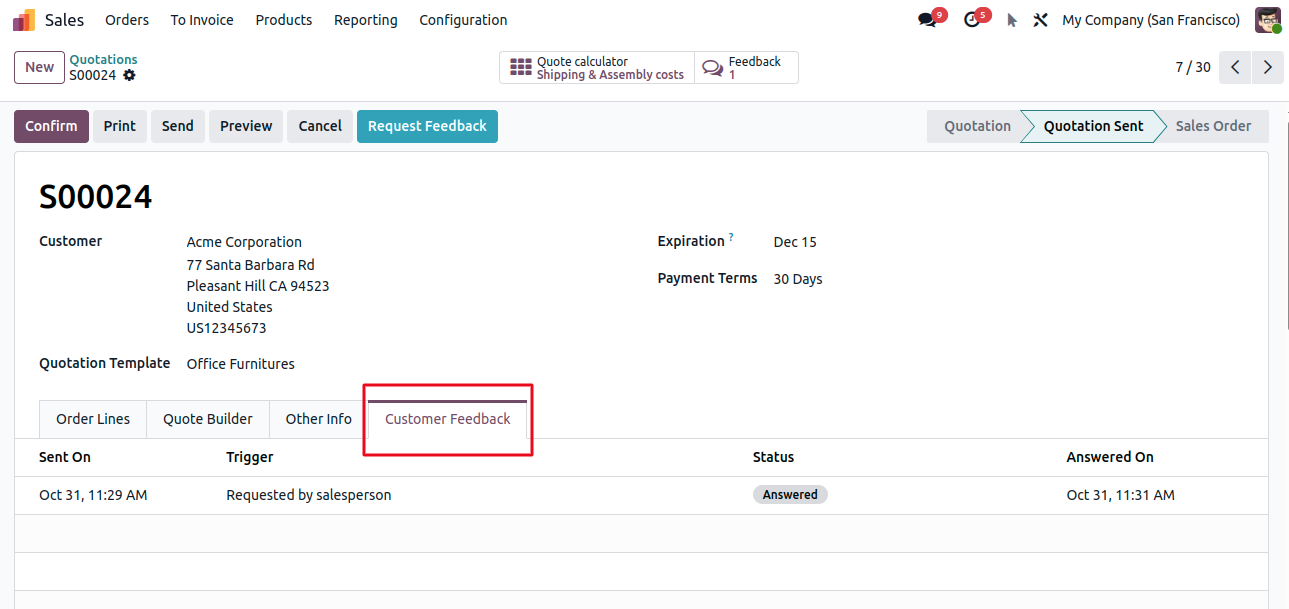 Sales Orders To Invoice Products Reporting Configuration 9 5 My Company (San Francisco)
New Quotations Quote calculator Feedback 7 / 30
S00024 Shipping & Assembly costs 1
Confirm Print Send Preview Cancel Request Feedback Quotation Quotation Sent Sales Order
S00024
Customer Acme Corporation Expiration ? Dec 15
77 Santa Barbara Rd
Pleasant Hill CA 94523 Payment Terms 30 Days
United States
US12345673
Quotation Template Office Furnitures
Order Lines Quote Builder Other Info Customer Feedback
Sent On Trigger Status Answered On
Oct 31, 11:29 AM Requested by salesperson Answered Oct 31, 11:31 AM